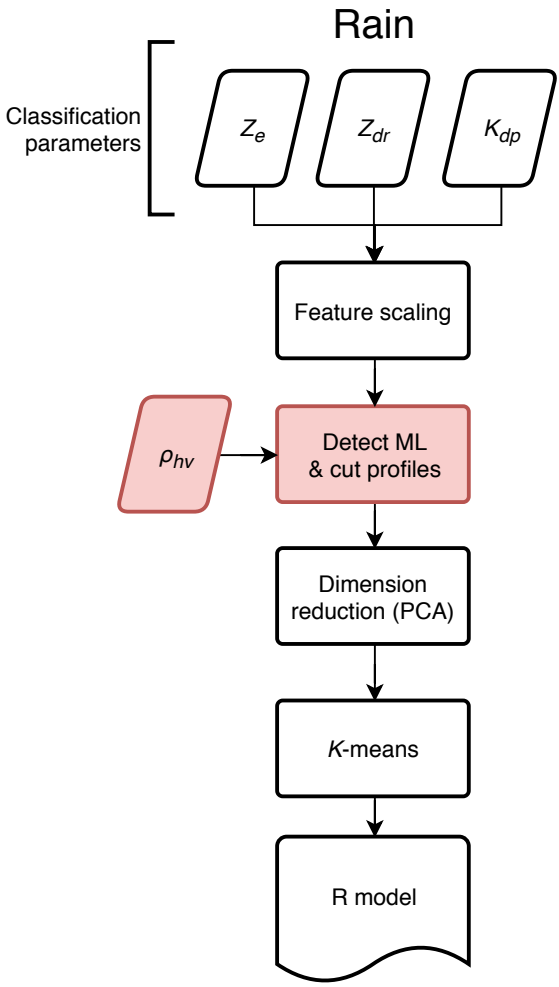 Rain
Classification
parameters
Ze
Zdr
Kdp
Feature scaling
ρhv
Detect ML
& cut profiles
Dimension
reduction (PCA)
K-means
R model